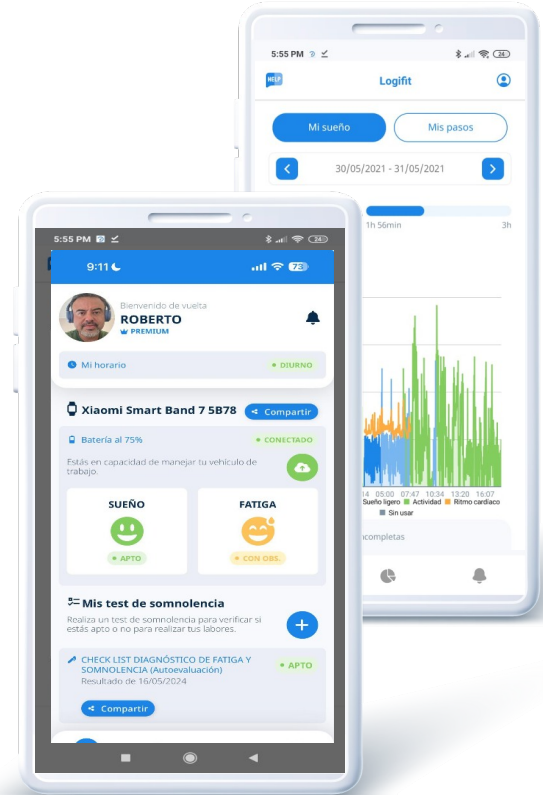 5:55 PM
24
HELP
Logifit
Mi sueño
Mis pasos
30/05/2021 - 31/05/2021
1h 56min
3h
14 05:00 07:47 10:34 13:20 16:07
Sueño ligero Actividad Ritmo cardíaco
Sin usar
ncompletas
5:55 PM
24
9:11
73
Bienvenido de vuelta
ROBERTO
PREMIUM
Mi horario
DIURNO
Xiaomi Smart Band 7 5B78
Compartir
Batería al 75%
CONECTADO
Estás en capacidad de manejar tu vehículo de
trabajo.
SUEÑO
FATIGA
APTO
CON OBS.
Mis test de somnolencia
Realiza un test de somnolencia para verificar si
estás apto o no para realizar tus labores.
CHECK LIST DIAGNÓSTICO DE FATIGA Y
SOMNOLENCIA (Autoevaluación)
APTO
Resultado de 16/05/2024
Compartir